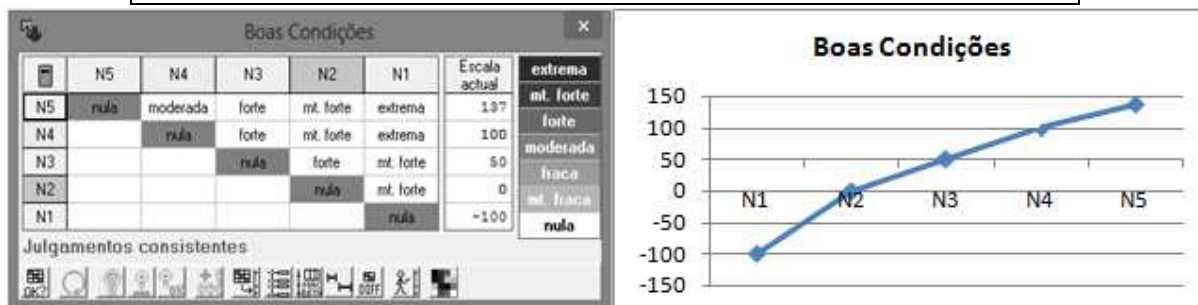 Boas Condições
N5 N4 N3 N2 N1 Escala actual
N5 nula moderada forte mt. forte extrema 137
N4 nula forte mt. forte extrema 100
N3 nula forte mt. forte 50
N2 nula mt. forte 0
N1 nula -100
extrema
mt. forte
forte
moderada
fraca
mt. fraca
nula
Julgamentos consistentes
OK?
DIFF
Boas Condições
150
100
50
0
-50
-100
-150
N1 N2 N3 N4 N5